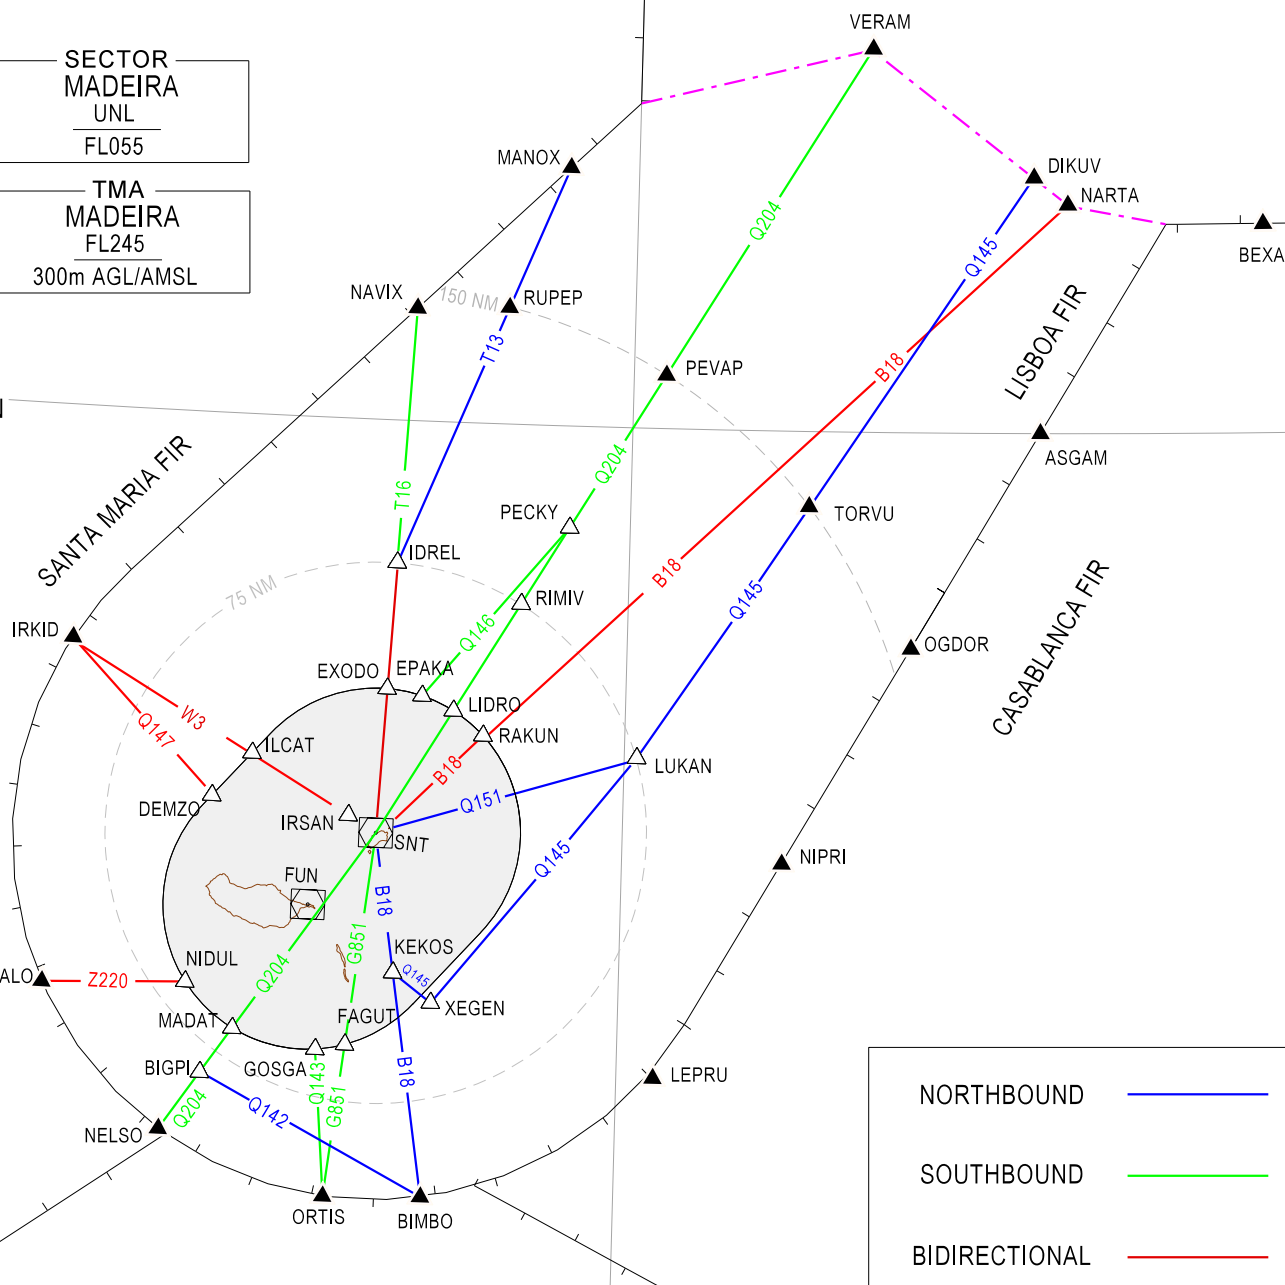 VERAM
SECTOR
MADEIRA
UNL
FL055
MANOX
DIKUV
NARTA
TMA
MADEIRA
FL245
300m AGL/AMSL
Q204
Q145
BEXA
NAVIX
150 NM
RUPEP
T13
LISBOA FIR
PEVAP
B18
SANTA MARIA FIR
ASGAM
Q204
T16
PECKY
TORVU
IDREL
75 NM
B18
RIMIV
Q145
IRKID
Q146
OGDOR
CASABLANCA FIR
EXODO
EPAKA
LIDRO
W3
Q147
RAKUN
ILCAT
LUKAN
B18
DEMZO
Q151
IRSAN
SNT
NIPRI
Q145
FUN
B18
G851
KEKOS
NIDUL
Q204
Q145
ALO
Z220
XEGEN
MADAT
FAGUT
BIGPI
GOSGA
B18
LEPRU
Q143
NORTHBOUND
Q204
Q142
G851
NELSO
SOUTHBOUND
ORTIS
BIMBO
BIDIRECTIONAL